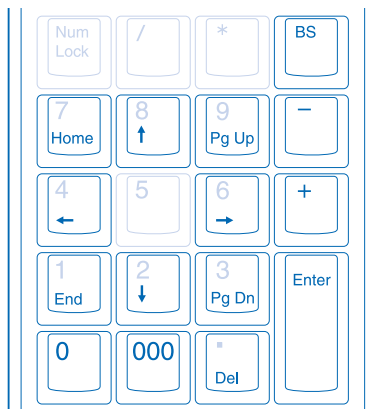 Num
Lock
/
*
BS
7
Home
8
↑
9
Pg Up
−
4
←
5
6
→
+
1
End
2
↓
3
Pg Dn
Enter
0
000
.
Del